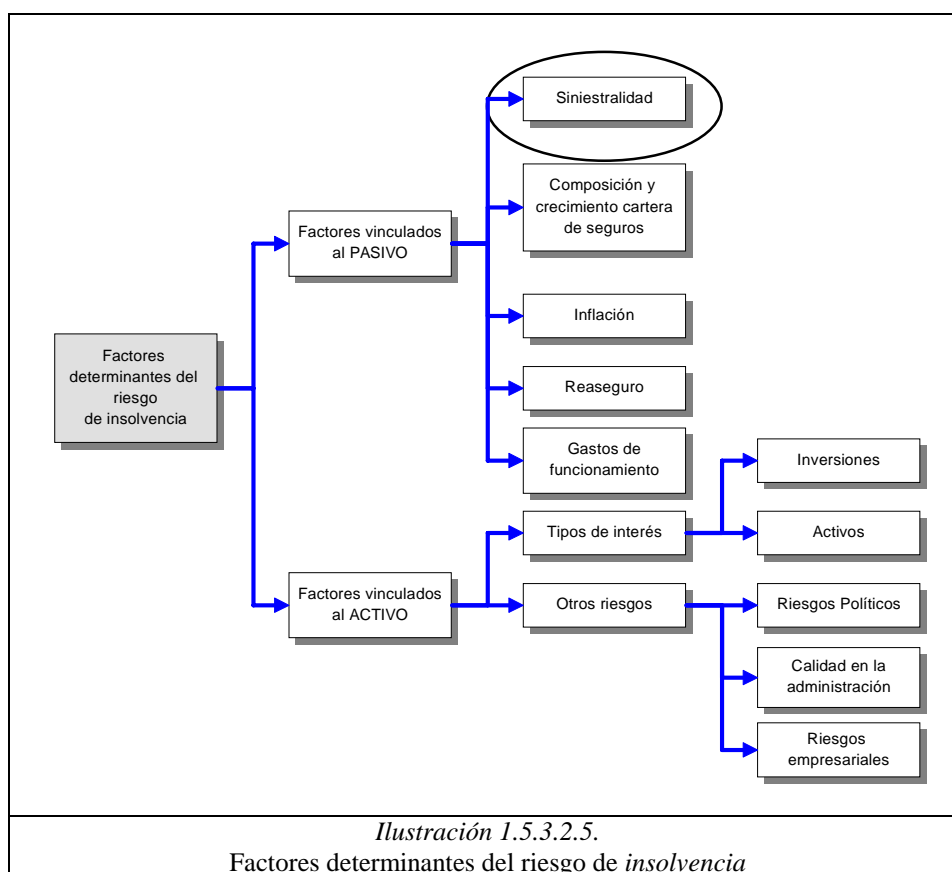 Siniestralidad
Composición y
crecimiento cartera
de seguros
Factores vinculados
al PASIVO
Inflación
Factores
determinantes del
riesgo
de insolvencia
Reaseguro
Gastos de
funcionamiento
Inversiones
Tipos de interés
Activos
Factores vinculados
al ACTIVO
Otros riesgos
Riesgos Políticos
Calidad en la
administración
Riesgos
empresariales
Ilustración 1.5.3.2.5.
Factores determinantes del riesgo de insolvencia